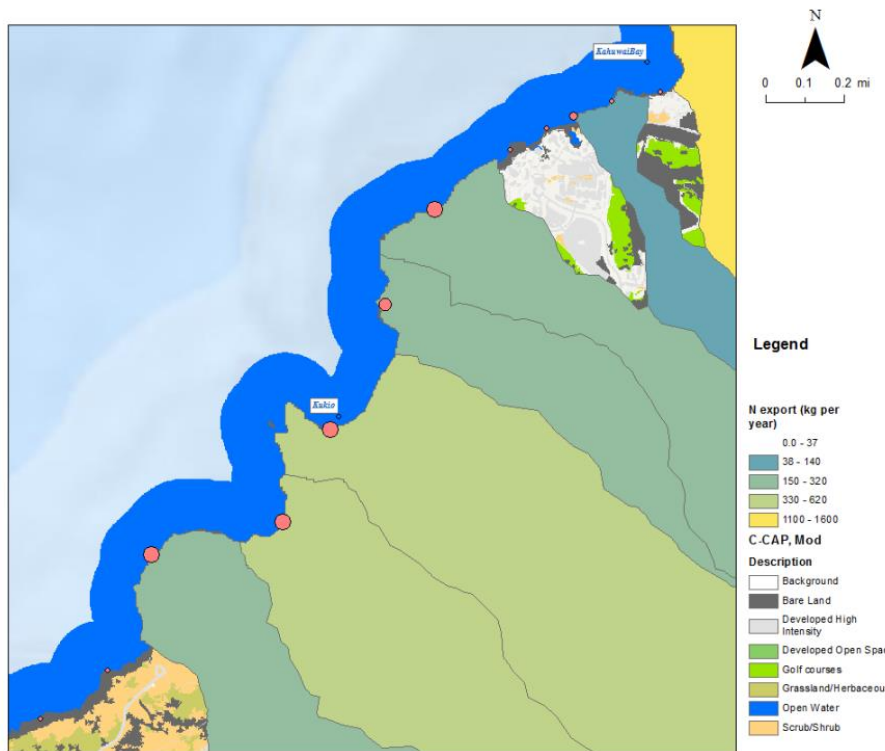 N
0 0.1 0.2 mi
KahuwaiBay
Kukio
Legend
N export (kg per
year)
0.0 - 37
38 - 140
150 - 320
330 - 620
1100 - 1600
C-CAP, Mod
Description
Background
Bare Land
Developed High
Intensity
Developed Open Spac
Golf courses
Grassland/Herbaceou
Open Water
Scrub/Shrub